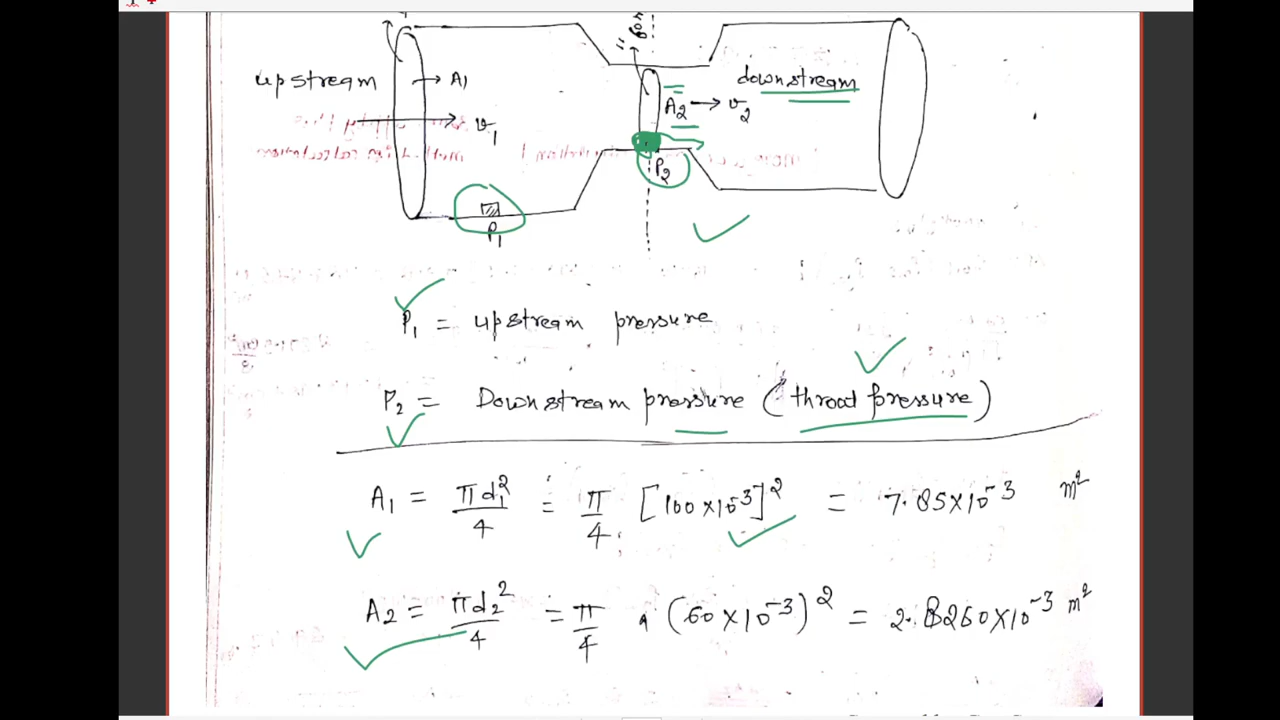 upstream
A₁
v₁
A₂
v₂
downstream
P₂
P₁
P₁ = upstream pressure
P₂ = Downstream pressure (throat pressure)
A₁ = πd₁²/4 = π/4 [100×10⁻³]² = 7.85×10⁻³ m²
A₂ = πd₂²/4 = π/4 (60×10⁻³)² = 2.8260×10⁻³ m²